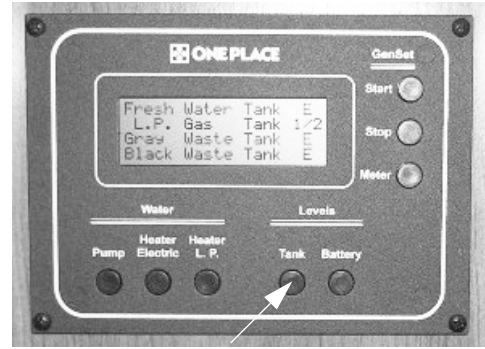 ONE PLACE
GenSet
Start
Fresh Water Tank E
L.P. Gas Tank 1/2
Gray Waste Tank E
Black Waste Tank E
Stop
Meter
Water
Levels
Pump
Heater Electric
Heater L. P.
Tank
Battery